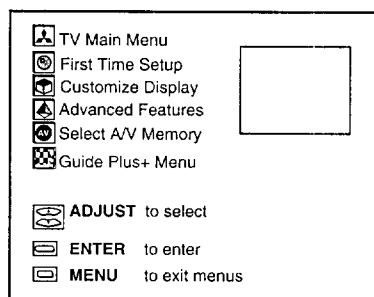 TV Main Menu
First Time Setup
Customize Display
Advanced Features
AV Select A/V Memory
Guide Plus+ Menu
ADJUST to select
ENTER to enter
MENU to exit menus